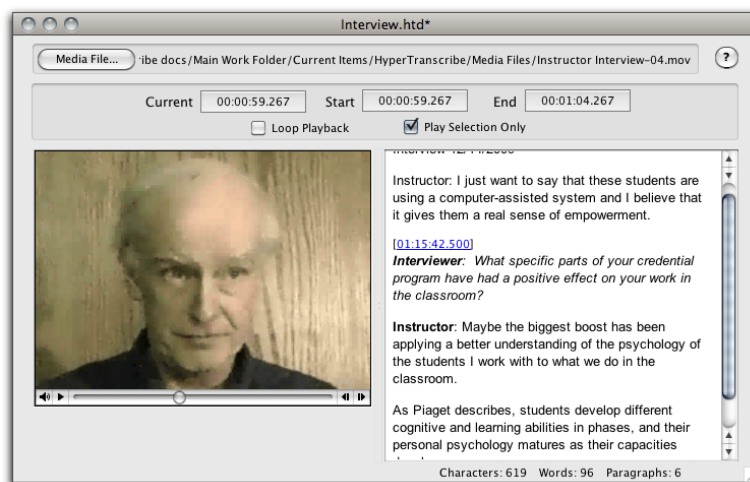 Interview.htd*
Media File...
ibe docs/Main Work Folder/Current Items/HyperTranscribe/Media Files/Instructor Interview-04.mov
?
Current 00:00:59.267 Start 00:00:59.267 End 00:01:04.267
Loop Playback Play Selection Only
Instructor: I just want to say that these students are
using a computer-assisted system and I believe that
it gives them a real sense of empowerment.
[01:15:42.500]
Interviewer: What specific parts of your credential
program have had a positive effect on your work in
the classroom?
Instructor: Maybe the biggest boost has been
applying a better understanding of the psychology of
the students I work with to what we do in the
classroom.
As Piaget describes, students develop different
cognitive and learning abilities in phases, and their
personal psychology matures as their capacities
Characters: 619 Words: 96 Paragraphs: 6